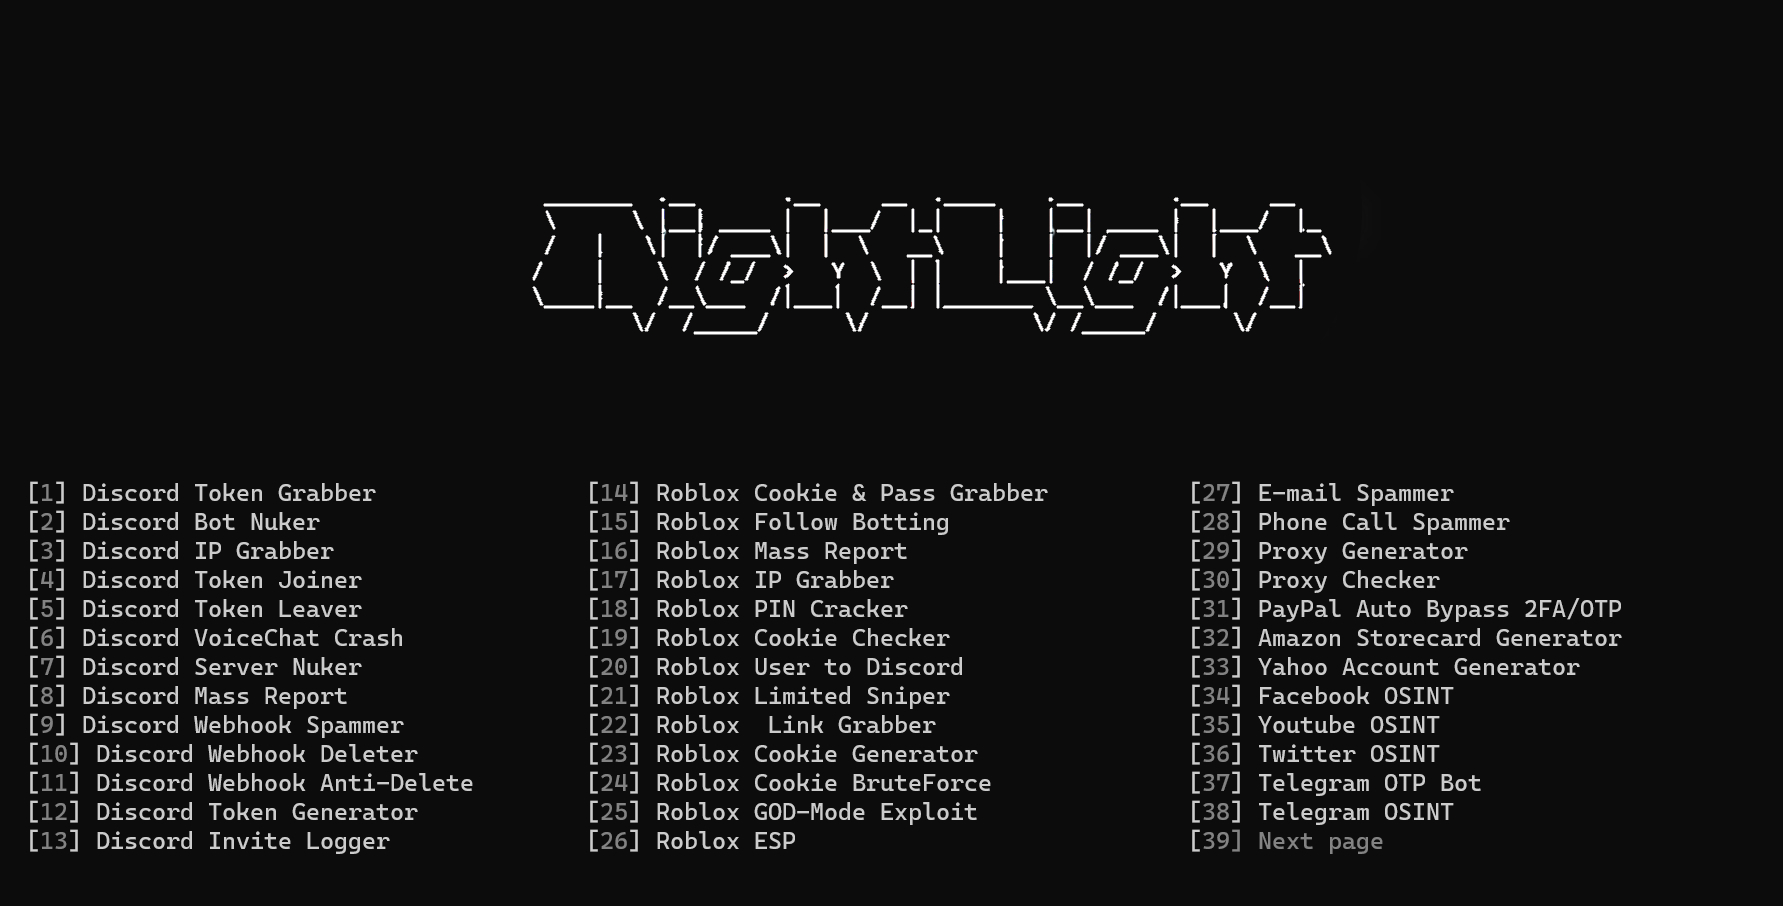 NightLight
[1] Discord Token Grabber
[2] Discord Bot Nuker
[3] Discord IP Grabber
[4] Discord Token Joiner
[5] Discord Token Leaver
[6] Discord VoiceChat Crash
[7] Discord Server Nuker
[8] Discord Mass Report
[9] Discord Webhook Spammer
[10] Discord Webhook Deleter
[11] Discord Webhook Anti-Delete
[12] Discord Token Generator
[13] Discord Invite Logger
[14] Roblox Cookie & Pass Grabber
[15] Roblox Follow Botting
[16] Roblox Mass Report
[17] Roblox IP Grabber
[18] Roblox PIN Cracker
[19] Roblox Cookie Checker
[20] Roblox User to Discord
[21] Roblox Limited Sniper
[22] Roblox  Link Grabber
[23] Roblox Cookie Generator
[24] Roblox Cookie BruteForce
[25] Roblox GOD-Mode Exploit
[26] Roblox ESP
[27] E-mail Spammer
[28] Phone Call Spammer
[29] Proxy Generator
[30] Proxy Checker
[31] PayPal Auto Bypass 2FA/OTP
[32] Amazon Storecard Generator
[33] Yahoo Account Generator
[34] Facebook OSINT
[35] Youtube OSINT
[36] Twitter OSINT
[37] Telegram OTP Bot
[38] Telegram OSINT
[39] Next page